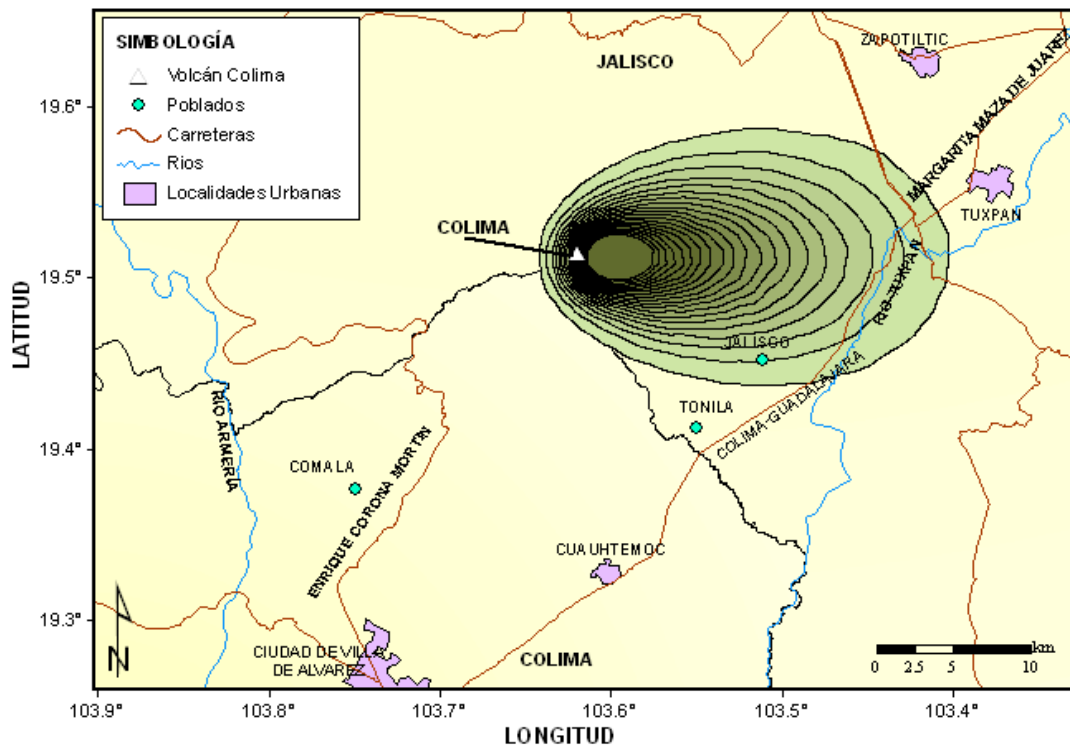 SIMBOLOGÍA
Volcán Colima
Poblados
Carreteras
Ríos
Localidades Urbanas
JALISCO
ZAPOTILTIC
MARGARITA MAZA DE JUAREZ
TUXPAN
COLIMA
RIO-TUXPAN
JALISCO
COLIMA-GUADALAJARA
TONILA
RIO ARMERÍA
COMALA
ENRIQUE CORONA MORTIN
CUAUHTEMOC
CIUDAD DE VILLA
DE ALVAREZ
COLIMA
N
km
0 2.5 5 10
LATITUD
19.6°
19.5°
19.4°
19.3°
103.9° 103.8° 103.7° 103.6° 103.5° 103.4°
LONGITUD